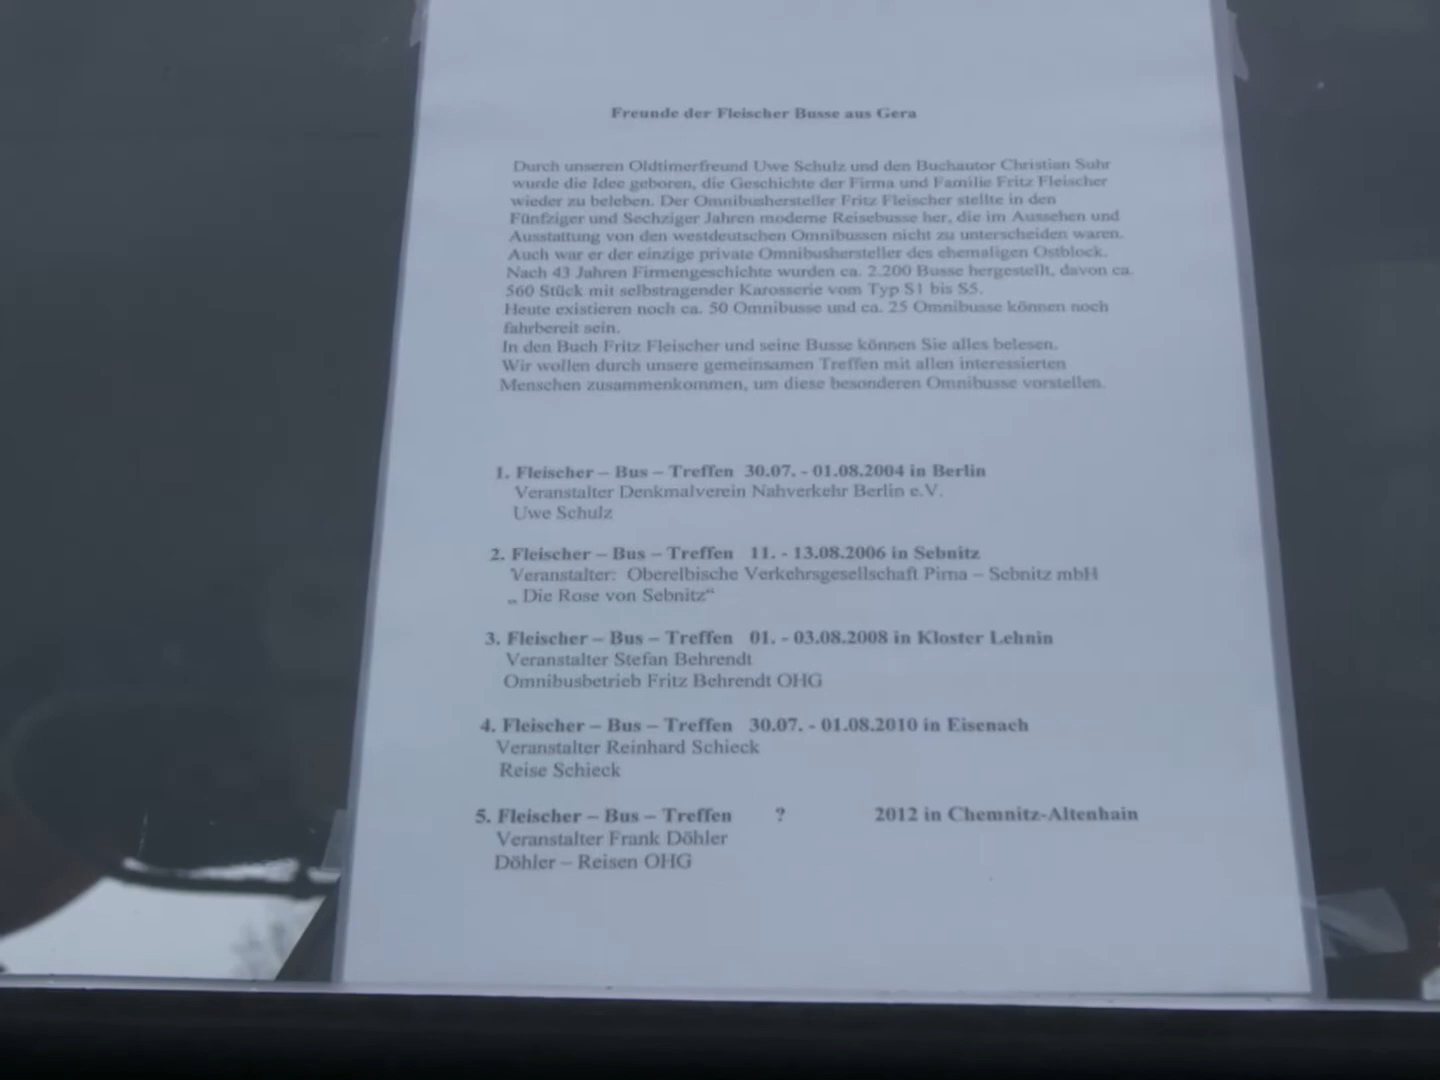 Freunde der Fleischer Busse aus Gera
Durch unseren Oldtimerfreund Uwe Schulz und den Buchautor Christian Suhr
wurde die Idee geboren, die Geschichte der Firma und Familie Fritz Fleischer
wieder zu beleben. Der Omnibushersteller Fritz Fleischer stellte in den
Fünfziger und Sechziger Jahren moderne Reisebusse her, die im Aussehen und
Ausstattung von den westdeutschen Omnibussen nicht zu unterscheiden waren.
Auch war er der einzige private Omnibushersteller des ehemaligen Ostblock.
Nach 43 Jahren Firmengeschichte wurden ca. 2.200 Busse hergestellt, davon ca.
560 Stück mit selbstragender Karosserie vom Typ S1 bis S5.
Heute existieren noch ca. 50 Omnibusse und ca. 25 Omnibusse können noch
fahrbereit sein.
In den Buch Fritz Fleischer und seine Busse können Sie alles belesen.
Wir wollen durch unsere gemeinsamen Treffen mit allen interessierten
Menschen zusammenkommen, um diese besonderen Omnibusse vorstellen.
1. Fleischer – Bus – Treffen 30.07. - 01.08.2004 in Berlin
Veranstalter Denkmalverein Nahverkehr Berlin e.V.
Uwe Schulz
2. Fleischer – Bus – Treffen 11. - 13.08.2006 in Sebnitz
Veranstalter: Oberelbische Verkehrsgesellschaft Pirna – Sebnitz mbH
„ Die Rose von Sebnitz“
3. Fleischer – Bus – Treffen 01. - 03.08.2008 in Kloster Lehnin
Veranstalter Stefan Behrendt
Omnibusbetrieb Fritz Behrendt OHG
4. Fleischer – Bus – Treffen 30.07. - 01.08.2010 in Eisenach
Veranstalter Reinhard Schieck
Reise Schieck
5. Fleischer – Bus – Treffen ? 2012 in Chemnitz-Altenhain
Veranstalter Frank Döhler
Döhler – Reisen OHG